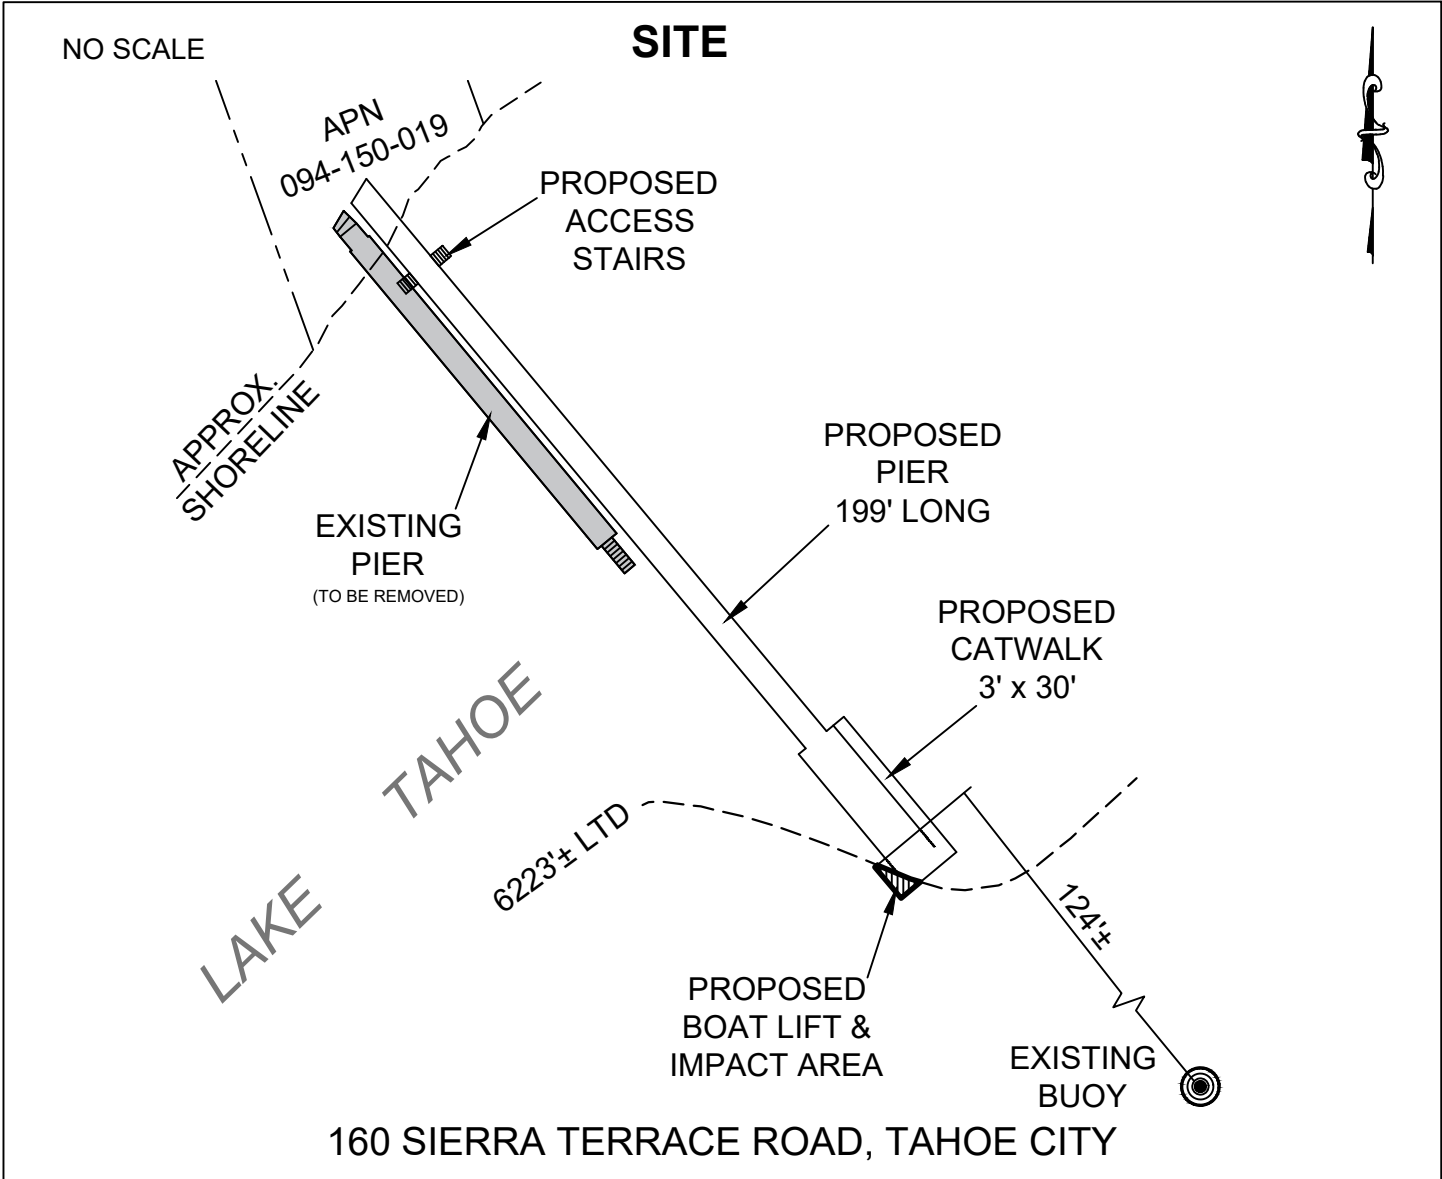 NO SCALE
SITE
APN
094-150-019
PROPOSED
ACCESS
STAIRS
APPROX.
SHORELINE
EXISTING
PIER
(TO BE REMOVED)
PROPOSED
PIER
199' LONG
PROPOSED
CATWALK
3' x 30'
LAKE TAHOE
6223'± LTD
124'±
PROPOSED
BOAT LIFT &
IMPACT AREA
EXISTING
BUOY
160 SIERRA TERRACE ROAD, TAHOE CITY